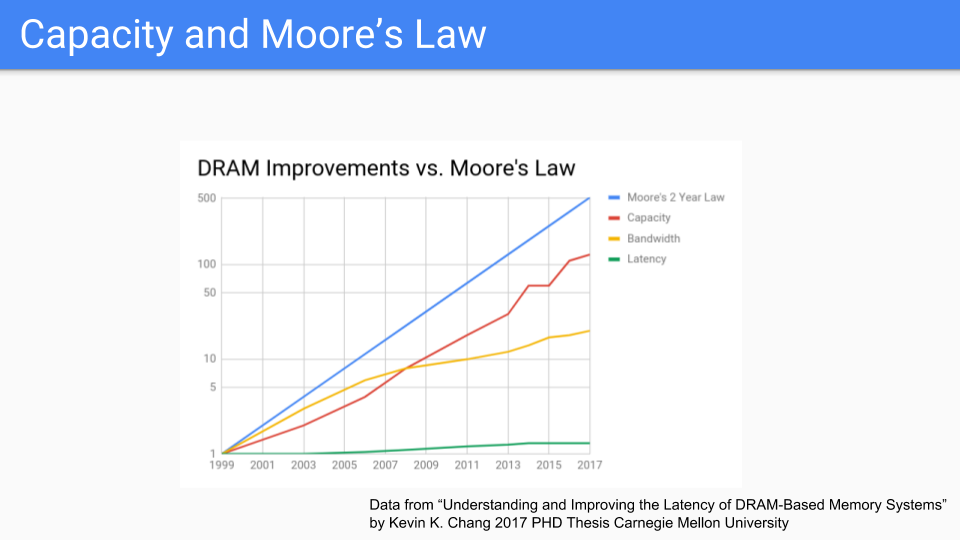 Capacity and Moore’s Law
DRAM Improvements vs. Moore's Law
500
100
50
10
5
1
1999 2001 2003 2005 2007 2009 2011 2013 2015 2017
Moore's 2 Year Law
Capacity
Bandwidth
Latency
Data from “Understanding and Improving the Latency of DRAM-Based Memory Systems”
by Kevin K. Chang 2017 PHD Thesis Carnegie Mellon University